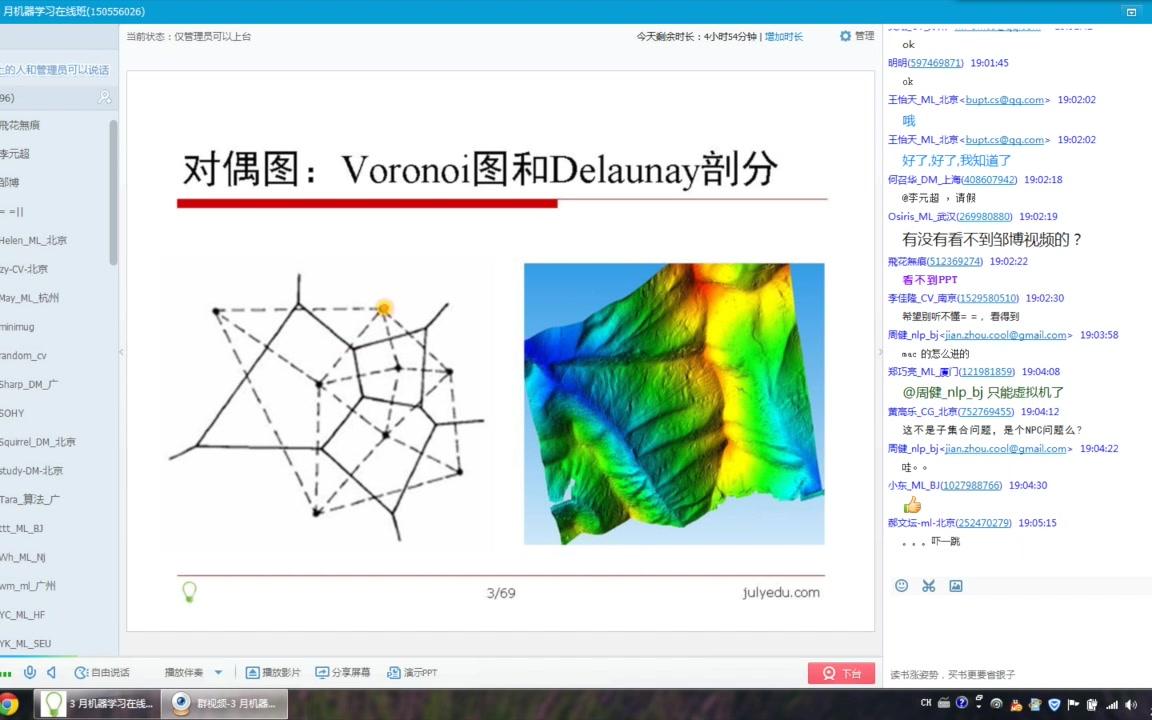 月机器学习在线班(150556026)
当前状态：仅管理员可以上台
今天剩余时长：4小时54分钟 | 增加时长
管理
上的人和管理员可以说话
96)
飛花無痕
李元超
邹博
= =||
Helen_ML_北京
zy-CV-北京
May_ML_杭州
minimug
random_cv
Sharp_DM_广
SOHY
Squirrel_DM_北京
study-DM-北京
Tara_算法_广
ttt_ML_BJ
Wh_ML_NJ
wm_ml_广州
YC_ML_HF
YK_ML_SEU
对偶图：Voronoi图和Delaunay剖分
3/69
julyedu.com
ok
明明(597469871) 19:01:45
ok
王怡天_ML_北京<bupt.cs@qq.com> 19:02:02
哦
王怡天_ML_北京<bupt.cs@qq.com> 19:02:02
好了,好了,我知道了
何召华_DM_上海(408607942) 19:02:18
@李元超 ，请假
Osiris_ML_武汉(269980880) 19:02:19
有没有看不到邹博视频的？
飛花無痕(512369274) 19:02:22
看不到PPT
李佳隆_CV_南京(1529580510) 19:02:30
希望别听不懂= = ，看得到
周健_nlp_bj<jian.zhou.cool@gmail.com> 19:03:58
mac 的怎么进的
郑巧亮_ML_厦门(121981859) 19:04:08
@周健_nlp_bj 只能虚拟机了
黄高乐_CG_北京(752769455) 19:04:12
这不是子集合问题，是个NPC问题么?
周健_nlp_bj<jian.zhou.cool@gmail.com> 19:04:22
哇。。
小东_ML_BJ(1027988766) 19:04:30
郝文坛-ml-北京(252470279) 19:05:15
。。。吓一跳
自由说话
播放伴奏
播放影片
分享屏幕
演示PPT
下台
读书涨姿势，买书更要省银子
3 月机器学习在线...
群视频-3 月机器...
CH